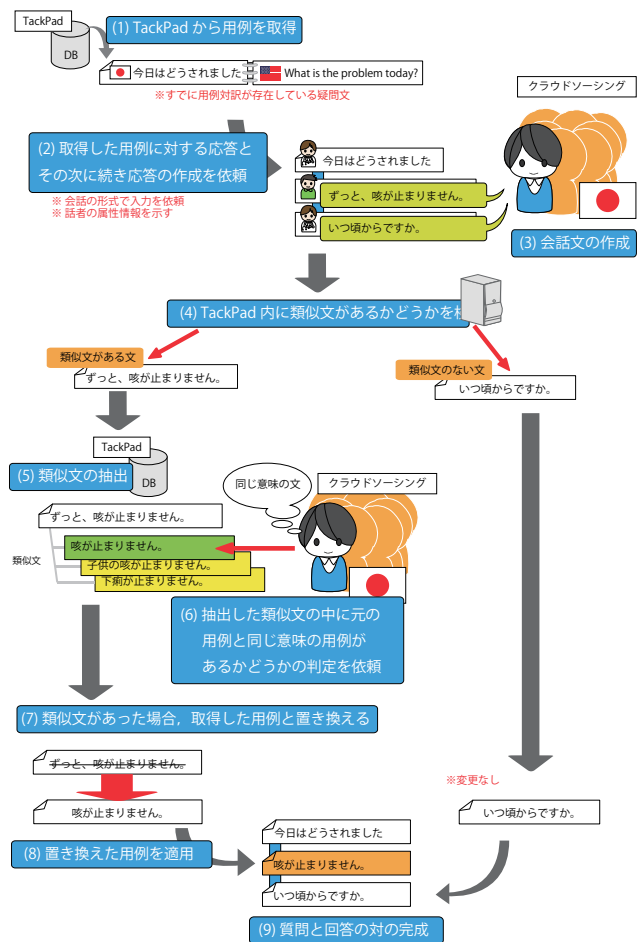 TackPad
DB
(1) TackPad から用例を取得
今日はどうされました
What is the problem today?
※すでに用例対訳が存在している疑問文
クラウドソーシング
(2) 取得した用例に対する応答と
その次に続き応答の作成を依頼
※ 会話の形式で入力を依頼
※ 話者の属性情報を示す
今日はどうされました
ずっと、咳が止まりません。
いつ頃からですか。
(3) 会話文の作成
(4) TackPad 内に類似文があるかどうかを
類似文がある文
ずっと、咳が止まりません。
類似文のない文
いつ頃からですか。
TackPad
DB
(5) 類似文の抽出
同じ意味の文
クラウドソーシング
ずっと、咳が止まりません。
類似文
咳が止まりません。
子供の咳が止まりません。
下痢が止まりません。
(6) 抽出した類似文の中に元の
用例と同じ意味の用例が
あるかどうかの判定を依頼
(7) 類似文があった場合，取得した用例と置き換える
ずっと、咳が止まりません。
咳が止まりません。
※変更なし
いつ頃からですか。
(8) 置き換えた用例を適用
今日はどうされました
咳が止まりません。
いつ頃からですか。
(9) 質問と回答の対の完成